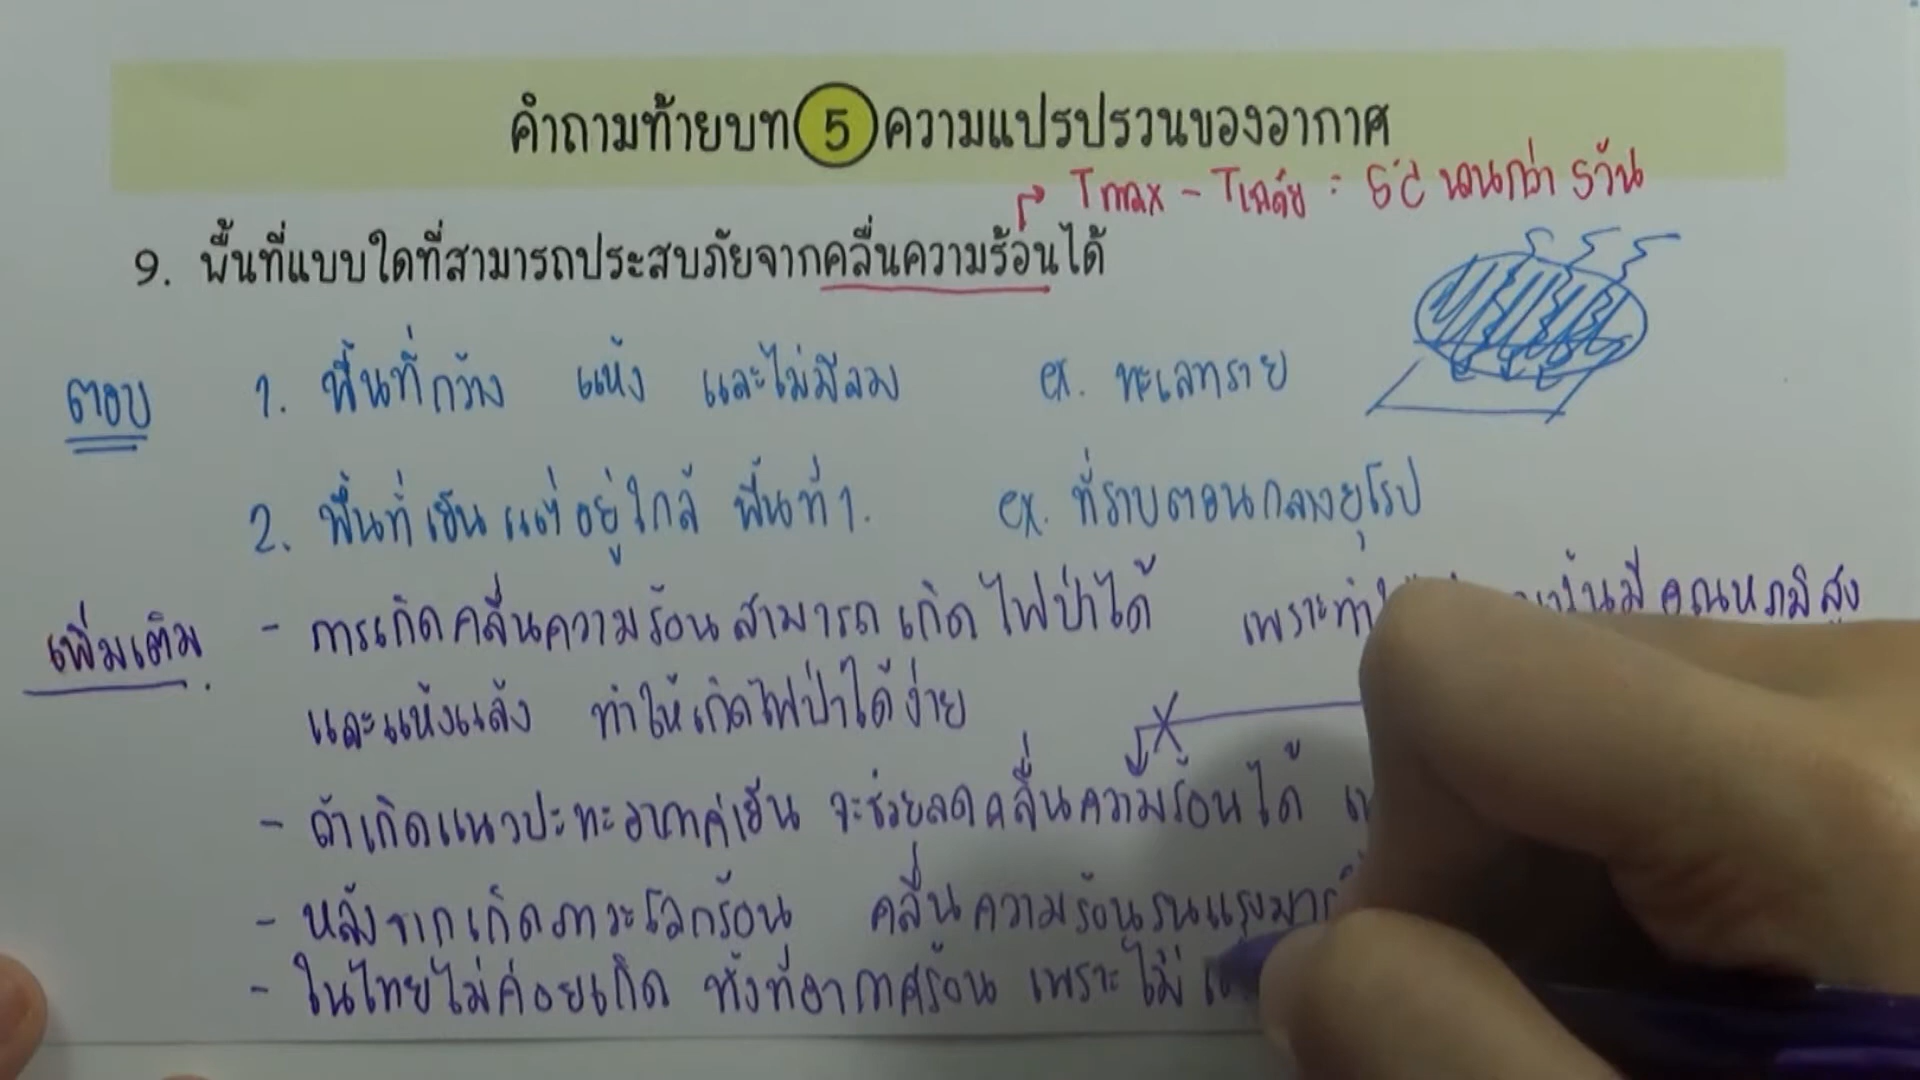 คำถามท้ายบท 5 ความแปรปรวนของอากาศ
Tmax - Tเฉลี่ย = 5°C นานกว่า 5วัน
9. พื้นที่แบบใดที่สามารถประสบภัยจากคลื่นความร้อนได้
ตอบ 1. พื้นที่กว้าง แห้ง และไม่มีลม ex. ทะเลทราย
2. พื้นที่เย็น แต่อยู่ใกล้ พื้นที่ 1. ex. ที่ราบตอนกลางยุโรป
เพิ่มเติม - การเกิดคลื่นความร้อนสามารถเกิดไฟป่าได้ เพราะทำ มีอุณหภูมิสูง
และแห้งแล้ง ทำให้เกิดไฟป่าได้ง่าย
- ถ้าเกิดแนวปะทะอากาศเย็น จะช่วยลดคลื่นความร้อนได้
- หลังจากเกิดภาวะโลกร้อน คลื่นความร้อนรุนแรง
- ในไทยไม่ค่อยเกิด ทั้งที่อากาศร้อน เพราะไม่